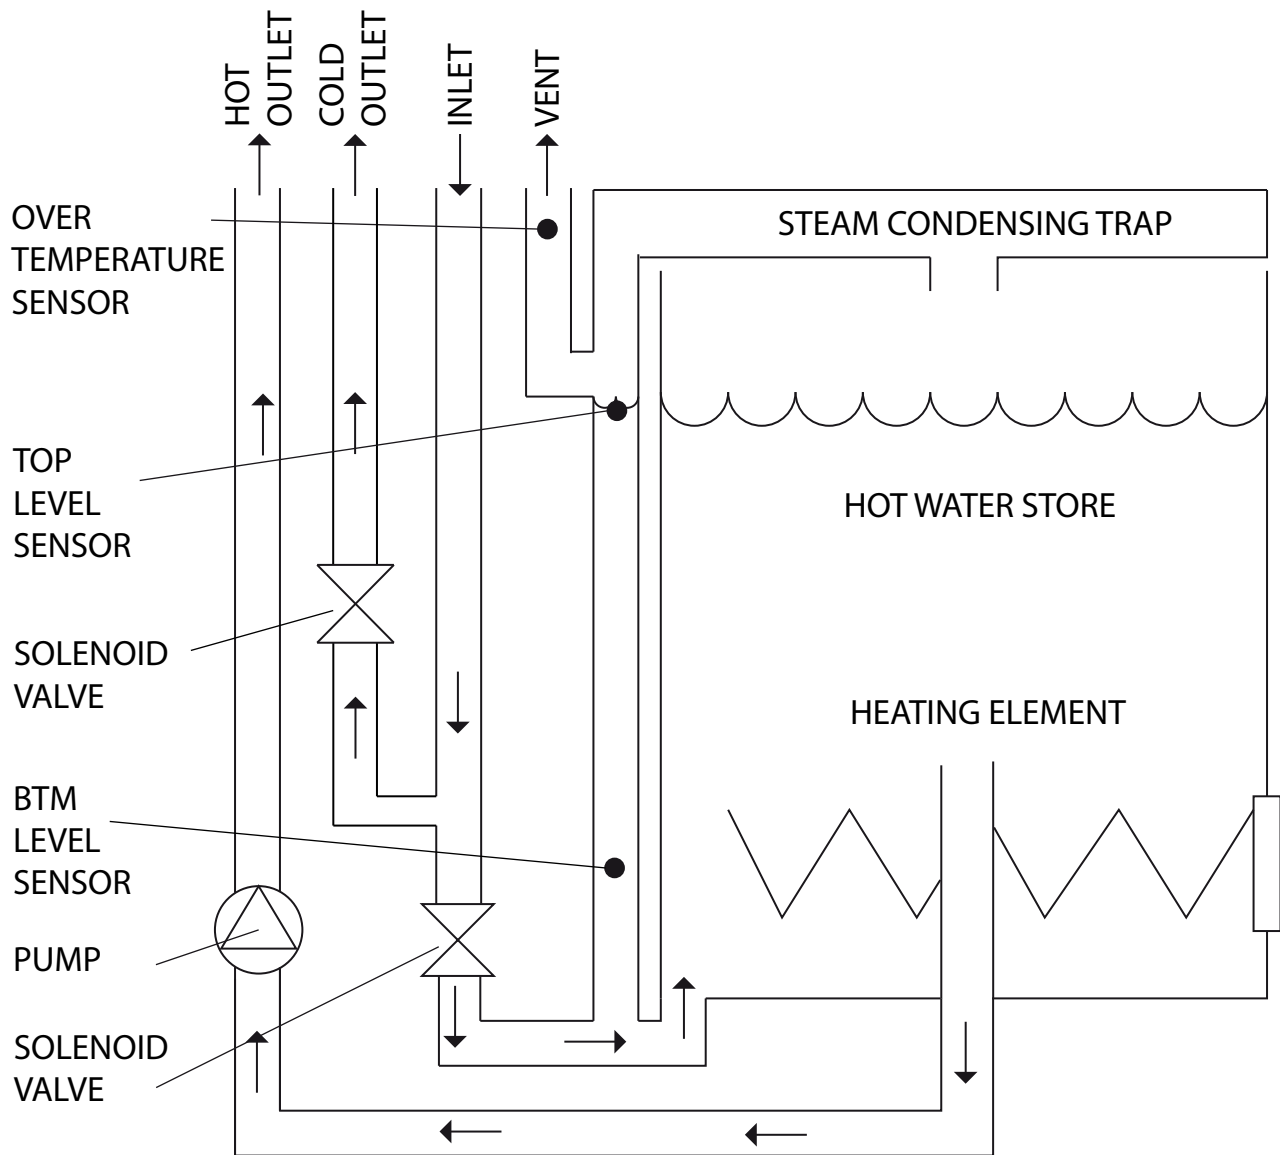 HOT
OUTLET
COLD
OUTLET
INLET
VENT
OVER
TEMPERATURE
SENSOR
STEAM CONDENSING TRAP
TOP
LEVEL
SENSOR
HOT WATER STORE
SOLENOID
VALVE
HEATING ELEMENT
BTM
LEVEL
SENSOR
PUMP
SOLENOID
VALVE